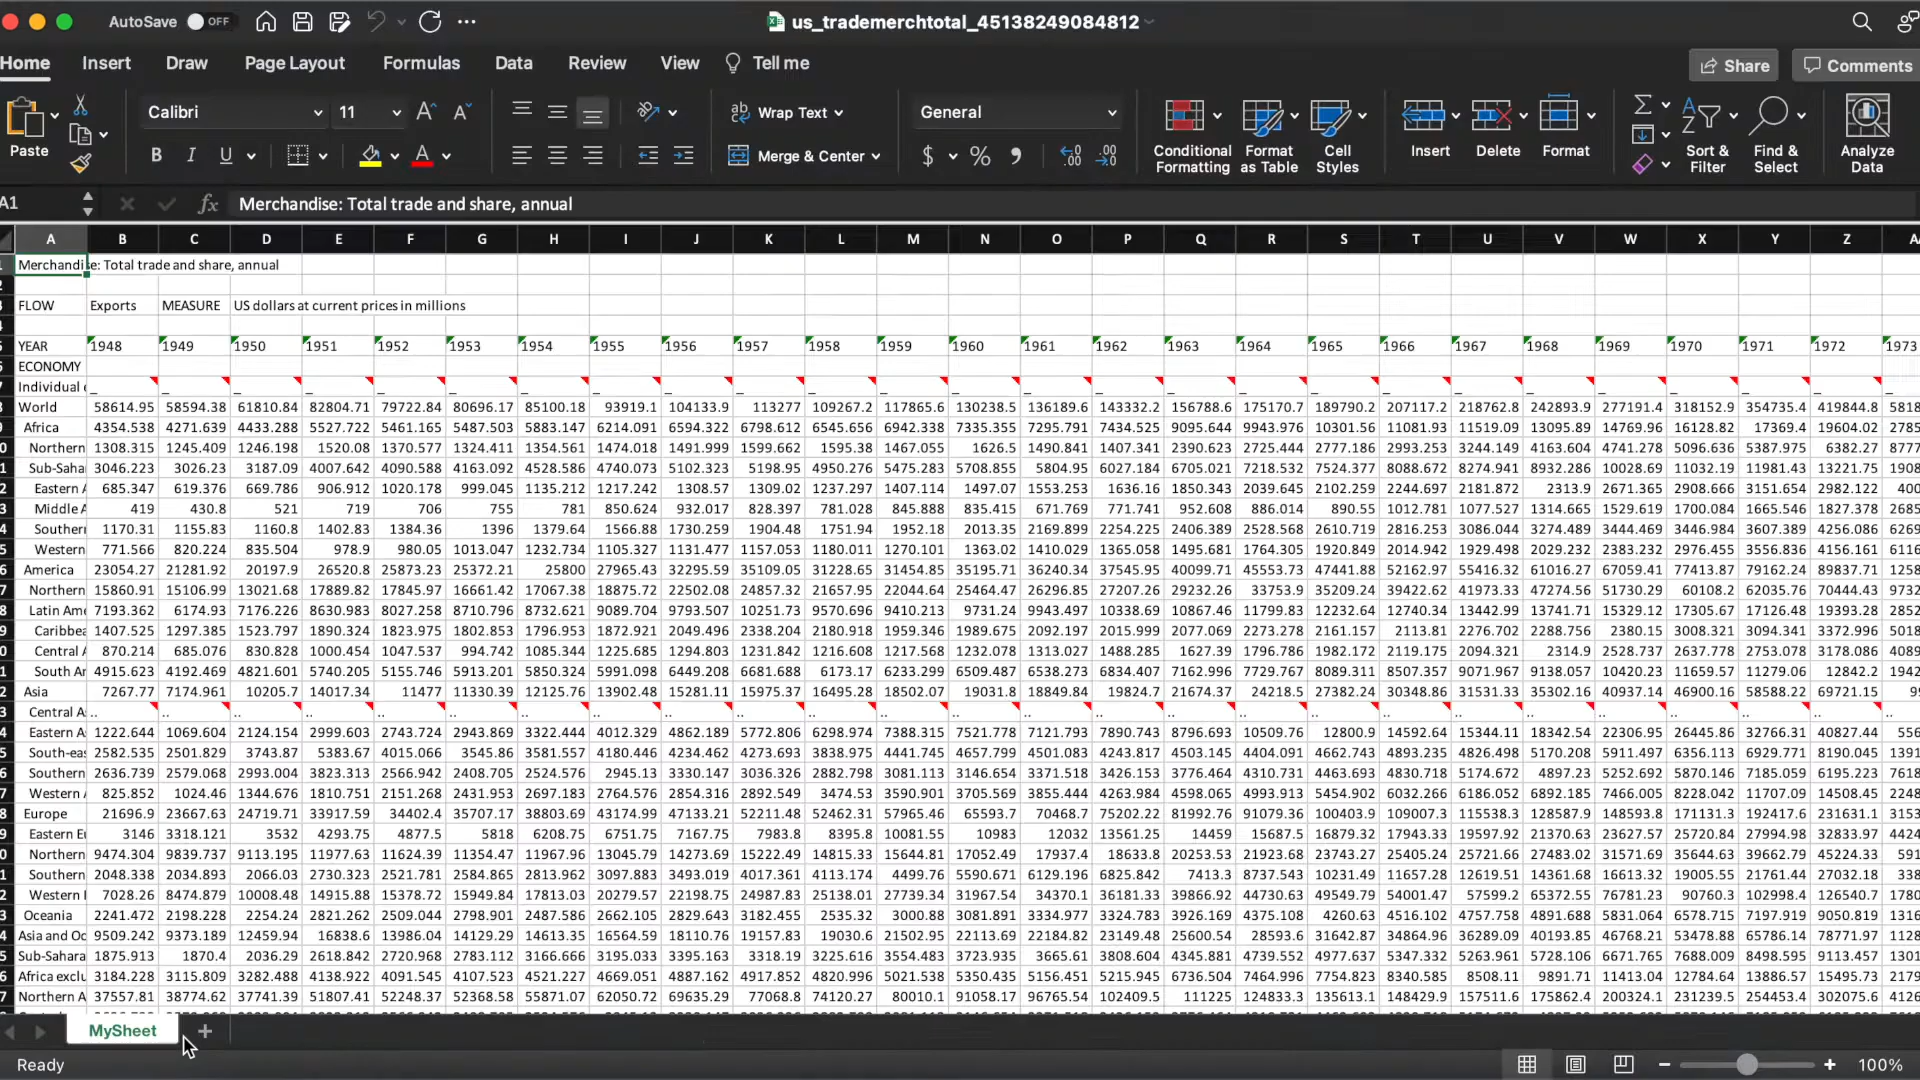 AutoSave OFF us_trademerchtotal_45138249084812
Home Insert Draw Page Layout Formulas Data Review View Tell me Share Comments
Paste Calibri 11 B I U Wrap Text Merge & Center General $ % Conditional Formatting Format as Table Cell Styles Insert Delete Format Sort & Filter Find & Select Analyze Data
A1 fx Merchandise: Total trade and share, annual
A B C D E F G H I J K L M N O P Q R S T U V W X Y Z
Merchandise: Total trade and share, annual
FLOW Exports MEASURE US dollars at current prices in millions
YEAR 1948 1949 1950 1951 1952 1953 1954 1955 1956 1957 1958 1959 1960 1961 1962 1963 1964 1965 1966 1967 1968 1969 1970 1971 1972 1973
ECONOMY
Individual _ _ _ _ _ _ _ _ _ _ _ _ _ _ _ _ _ _ _ _ _ _ _ _ _ _
World 58614.95 58594.38 61810.84 82804.71 79722.84 80696.17 85100.18 93919.1 104133.9 113277 109267.2 117865.6 130238.5 136189.6 143332.2 156788.6 175170.7 189790.2 207117.2 218762.8 242893.9 277191.4 318152.9 354735.4 419844.8 5818
Africa 4354.538 4271.639 4433.288 5527.722 5461.165 5487.503 5883.147 6214.091 6594.322 6798.612 6545.656 6942.338 7335.355 7295.791 7434.525 9095.644 9943.976 10301.56 11081.93 11519.09 13095.89 14769.96 16128.82 17369.4 19604.02 2785
Northern 1308.315 1245.409 1246.198 1520.08 1370.577 1324.411 1354.561 1474.018 1491.999 1599.662 1595.38 1467.055 1626.5 1490.841 1407.341 2390.623 2725.444 2777.186 2993.253 3244.149 4163.604 4741.278 5096.636 5387.975 6382.27 8777
Sub-Saha 3046.223 3026.23 3187.09 4007.642 4090.588 4163.092 4528.586 4740.073 5102.323 5198.95 4950.276 5475.283 5708.855 5804.95 6027.184 6705.021 7218.532 7524.377 8088.672 8274.941 8932.286 10028.69 11032.19 11981.43 13221.75 1908
Eastern A 685.347 619.376 669.786 906.912 1020.178 999.045 1135.212 1217.242 1308.57 1309.02 1237.297 1407.114 1497.07 1553.253 1636.16 1850.343 2039.645 2102.259 2244.697 2181.872 2313.9 2671.365 2908.666 3151.654 2982.122 400
Middle A 419 430.8 521 719 706 755 781 850.624 932.017 828.397 781.028 845.888 835.415 671.769 771.741 952.608 886.014 890.55 1012.781 1077.527 1314.665 1529.619 1700.084 1665.546 1827.378 2685
Southern 1170.31 1155.83 1160.8 1402.83 1384.36 1396 1379.64 1566.88 1730.259 1904.48 1751.94 1952.18 2013.35 2169.899 2254.225 2406.389 2528.568 2610.719 2816.253 3086.044 3274.489 3444.469 3446.984 3607.389 4256.086 6269
Western 771.566 820.224 835.504 978.9 980.05 1013.047 1232.734 1105.327 1131.477 1157.053 1180.011 1270.101 1363.02 1410.029 1365.058 1495.681 1764.305 1920.849 2014.942 1929.498 2029.232 2383.232 2976.455 3556.836 4156.161 6116
America 23054.27 21281.92 20197.9 26520.8 25873.23 25372.21 25800 27965.43 32295.59 35109.05 31228.65 31454.85 35195.71 36240.34 37545.95 40099.71 45553.73 47441.88 52162.97 55416.32 61016.27 67059.41 77413.87 79162.24 89837.71 1258
Northern 15860.91 15106.99 13021.68 17889.82 17845.97 16661.42 17067.38 18875.72 22502.08 24857.32 21657.95 22044.64 25464.47 26296.85 27207.26 29232.26 33753.9 35209.24 39422.62 41973.33 47274.56 51730.29 60108.2 62035.76 70444.43 9732
Latin Ame 7193.362 6174.93 7176.226 8630.983 8027.258 8710.796 8732.621 9089.704 9793.507 10251.73 9570.696 9410.213 9731.24 9943.497 10338.69 10867.46 11799.83 12232.64 12740.34 13442.99 13741.71 15329.12 17305.67 17126.48 19393.28 2852
Caribbea 1407.525 1297.385 1523.797 1890.324 1823.975 1802.853 1796.953 1872.921 2049.496 2338.204 2180.918 1959.346 1989.675 2092.197 2015.999 2077.069 2273.278 2161.157 2113.81 2276.702 2288.756 2380.15 3008.321 3094.341 3372.996 5018
Central A 870.214 685.076 830.828 1000.454 1047.537 994.742 1085.344 1225.685 1294.803 1231.842 1216.608 1217.568 1232.078 1313.027 1488.285 1627.39 1796.786 1982.172 2119.175 2094.321 2314.9 2528.737 2637.778 2753.078 3178.086 4089
South Ar 4915.623 4192.469 4821.601 5740.205 5155.746 5913.201 5850.324 5991.098 6449.208 6681.688 6173.17 6233.299 6509.487 6538.273 6834.407 7162.996 7729.767 8089.311 8507.357 9071.967 9138.057 10420.23 11659.57 11279.06 12842.2 1942
Asia 7267.77 7174.961 10205.7 14017.34 11477 11330.39 12125.76 13902.48 15281.11 15975.37 16495.28 18502.07 19031.8 18849.84 19824.7 21674.37 24218.5 27382.24 30348.86 31531.33 35302.16 40937.14 46900.16 58588.22 69721.15 99
Central A .. .. .. .. .. .. .. .. .. .. .. .. .. .. .. .. .. .. .. .. .. .. .. .. .. ..
Eastern A 1222.644 1069.604 2124.154 2999.603 2743.724 2943.869 3322.444 4012.329 4862.189 5772.806 6298.974 7388.315 7521.778 7121.793 7890.743 8796.693 10509.76 12800.9 14592.64 15344.11 18342.54 22306.95 26445.86 32766.31 40827.44 556
South-eas 2582.535 2501.829 3743.87 5383.67 4015.066 3545.86 3581.557 4180.446 4234.462 4273.693 3838.975 4441.745 4657.799 4501.083 4243.817 4503.145 4404.091 4662.743 4893.235 4826.498 5170.208 5911.497 6356.113 6929.771 8190.045 1391
Southern 2636.739 2579.068 2993.004 3823.313 2566.942 2408.705 2524.576 2945.13 3330.147 3036.326 2882.798 3081.113 3146.654 3371.518 3426.153 3776.464 4310.731 4463.693 4830.718 5174.672 4897.23 5252.692 5870.146 7185.059 6195.223 7618
Western A 825.852 1024.46 1344.676 1810.751 2151.268 2431.953 2697.183 2764.576 2854.316 2892.549 3474.53 3590.901 3705.569 3855.444 4263.984 4598.065 4993.913 5454.902 6032.266 6186.052 6892.185 7466.005 8228.042 11707.09 14508.45 2248
Europe 21696.9 23667.63 24719.71 33917.59 34402.4 35707.17 38803.69 43174.99 47133.21 52211.48 52462.31 57965.46 65593.7 70468.7 75202.22 81992.76 91079.36 100403.9 109007.3 115538.3 128587.9 148593.8 171131.3 192417.6 231631.1 3153
Eastern Eu 3146 3318.121 3532 4293.75 4877.5 5818 6208.75 6751.75 7167.75 7983.8 8395.8 10081.55 10983 12032 13561.25 14459 15687.5 16879.32 17943.33 19597.92 21370.63 23627.57 25720.84 27994.98 32833.97 4424
Northern 9474.304 9839.737 9113.195 11977.63 11624.39 11354.47 11967.96 13045.79 14273.69 15222.49 14815.33 15644.81 17052.49 17937.4 18633.8 20253.53 21923.68 23743.27 25405.24 25721.66 27483.02 31571.69 35644.63 39662.79 45224.33 591
Southern 2048.338 2034.893 2066.03 2730.323 2521.781 2584.865 2813.962 3097.883 3493.019 4017.361 4113.174 4499.76 5590.671 6129.196 6825.842 7413.3 8737.543 10231.49 11657.28 12619.51 14361.68 16613.32 19005.55 21761.44 27032.18 338
Western I 7028.26 8474.879 10008.48 14915.88 15378.72 15949.84 17813.03 20279.57 22198.75 24987.83 25138.01 27739.34 31967.54 34370.1 36181.33 39866.92 44730.63 49549.79 54001.47 57599.2 65372.55 76781.23 90760.3 102998.4 126540.7 1780
Oceania 2241.472 2198.228 2254.24 2821.262 2509.044 2798.901 2487.586 2662.105 2829.643 3182.455 2535.32 3000.88 3081.891 3334.977 3324.783 3926.169 4375.108 4260.63 4516.102 4757.758 4891.688 5831.064 6578.715 7197.919 9050.819 1316
Asia and Oc 9509.242 9373.189 12459.94 16838.6 13986.04 14129.29 14613.35 16564.59 18110.76 19157.83 19030.6 21502.95 22113.69 22184.82 23149.48 25600.54 28593.6 31642.87 34864.96 36289.09 40193.85 46768.21 53478.88 65786.14 78771.97 1128
Sub-Sahara 1875.913 1870.4 2036.29 2618.842 2720.968 2783.112 3166.666 3195.033 3395.163 3318.19 3225.616 3554.483 3723.935 3665.61 3808.604 4345.881 4739.552 4977.637 5347.332 5263.961 5728.106 6671.765 7688.009 8498.595 9113.457 1301
Africa exclu 3184.228 3115.809 3282.488 4138.922 4091.545 4107.523 4521.227 4669.051 4887.162 4917.852 4820.996 5021.538 5350.435 5156.451 5215.945 6736.504 7464.996 7754.823 8340.585 8508.11 9891.71 11413.04 12784.64 13886.57 15495.73 2179
Northern A 37557.81 38774.62 37741.39 51807.41 52248.37 52368.58 55871.07 62050.72 69635.29 77068.8 74120.27 80010.1 91058.17 96765.54 102409.5 111225 124833.3 135613.1 148429.9 157511.6 175862.4 200324.1 231239.5 254453.4 302075.6 4126
MySheet
Ready 100%